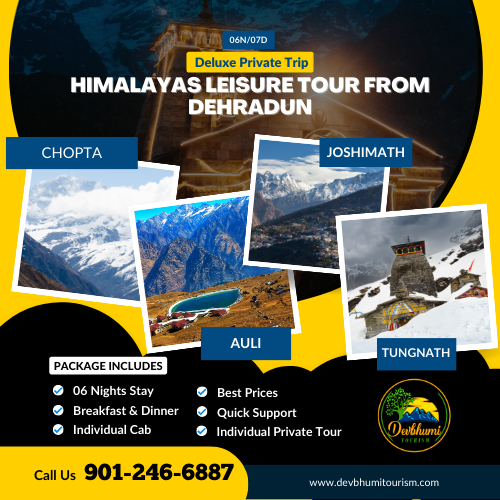 06N/07D
Deluxe Private Trip
HIMALAYAS LEISURE TOUR FROM
DEHRADUN
CHOPTA
JOSHIMATH
AULI
TUNGNATH
PACKAGE INCLUDES
06 Nights Stay
Breakfast & Dinner
Individual Cab
Best Prices
Quick Support
Individual Private Tour
Devbhumi
TOURISM
Call Us 901-246-6887
www.devbhumitourism.com